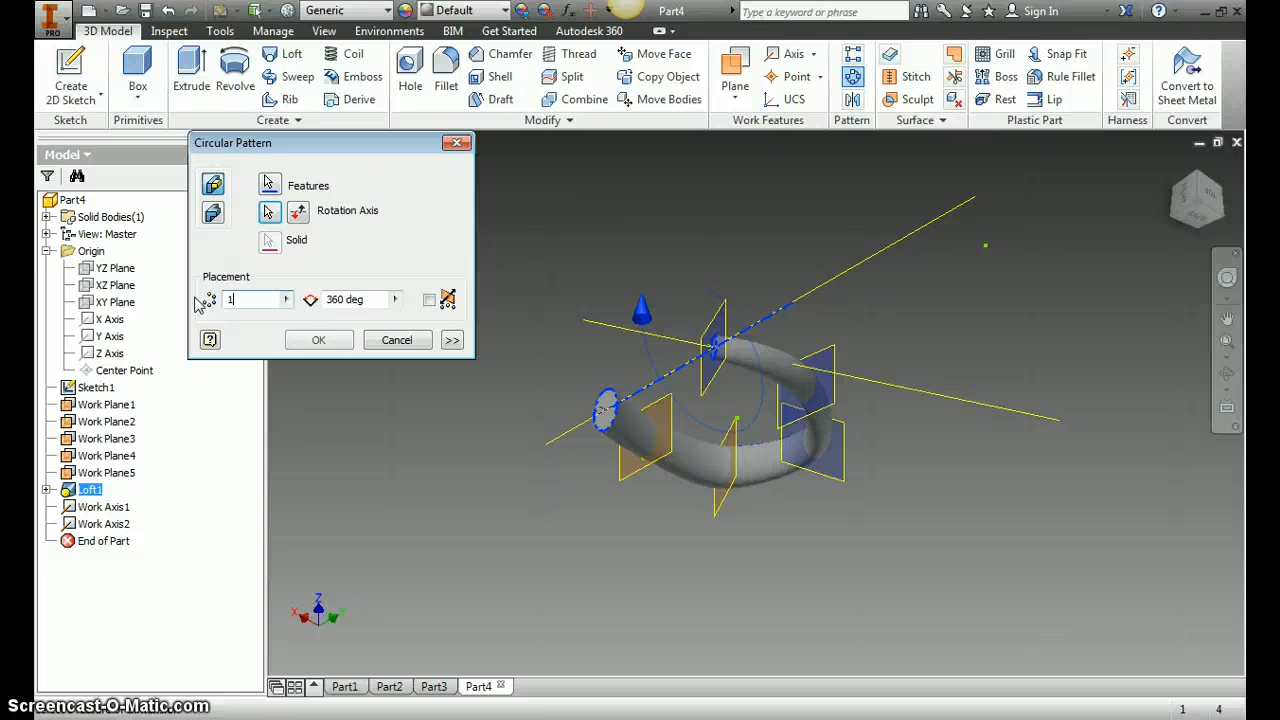 Generic
Default
Part4
Type a keyword or phrase
Sign In
PRO
3D Model
Inspect
Tools
Manage
View
Environments
BIM
Get Started
Autodesk 360
Create
2D Sketch
Box
Extrude
Revolve
Loft
Sweep
Rib
Coil
Emboss
Derive
Hole
Fillet
Chamfer
Shell
Draft
Thread
Split
Combine
Move Face
Copy Object
Move Bodies
Plane
Axis
Point
UCS
Stitch
Sculpt
Grill
Boss
Rest
Snap Fit
Rule Fillet
Lip
Convert to
Sheet Metal
Sketch
Primitives
Create
Modify
Work Features
Pattern
Surface
Plastic Part
Harness
Convert
Model
Part4
Solid Bodies(1)
View: Master
Origin
YZ Plane
XZ Plane
XY Plane
X Axis
Y Axis
Z Axis
Center Point
Sketch1
Work Plane1
Work Plane2
Work Plane3
Work Plane4
Work Plane5
Loft1
Work Axis1
Work Axis2
End of Part
Circular Pattern
Features
Rotation Axis
Solid
Placement
1
360 deg
OK
Cancel
>>
Z
X
Y
Part1
Part2
Part3
Part4
1
4
Screencast-O-Matic.com